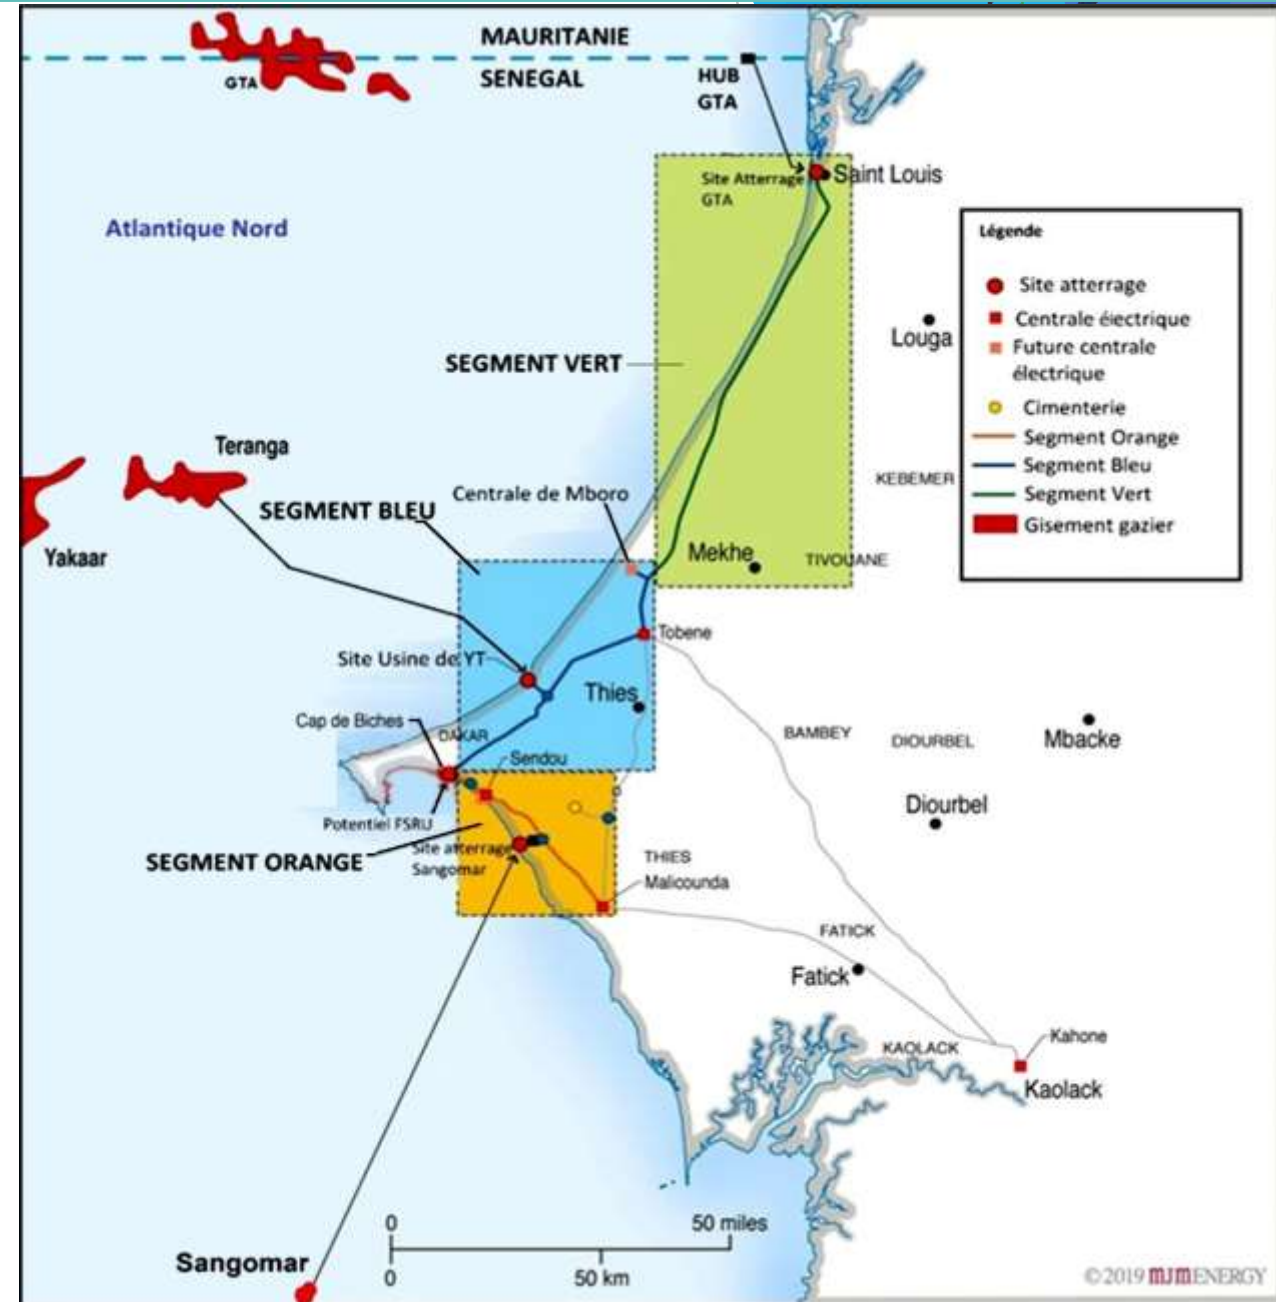 MAURITANIE
SENEGAL
GTA
HUB
GTA
Site Atterrage
GTA
Saint Louis
Atlantique Nord
Légende
Site atterrage
Centrale électrique
Future centrale
électrique
Cimenterie
Segment Orange
Segment Bleu
Segment Vert
Gisement gazier
Louga
SEGMENT VERT
Teranga
Centrale de Mboro
SEGMENT BLEU
KEBEMER
Yakaar
Mekhe
TIVOUANE
Tobene
Site Usine de YT
Thies
Cap de Biches
DAKAR
BAMBEY
DIOURBEL
Mbacke
Sendou
Diourbel
Potentiel FSRU
SEGMENT ORANGE
Site atterrage
Sangomar
THIES
Malicounda
FATICK
Fatick
Kahone
KAOLACK
Kaolack
0
50 miles
Sangomar
0
50 km
©2019 MJMENERGY